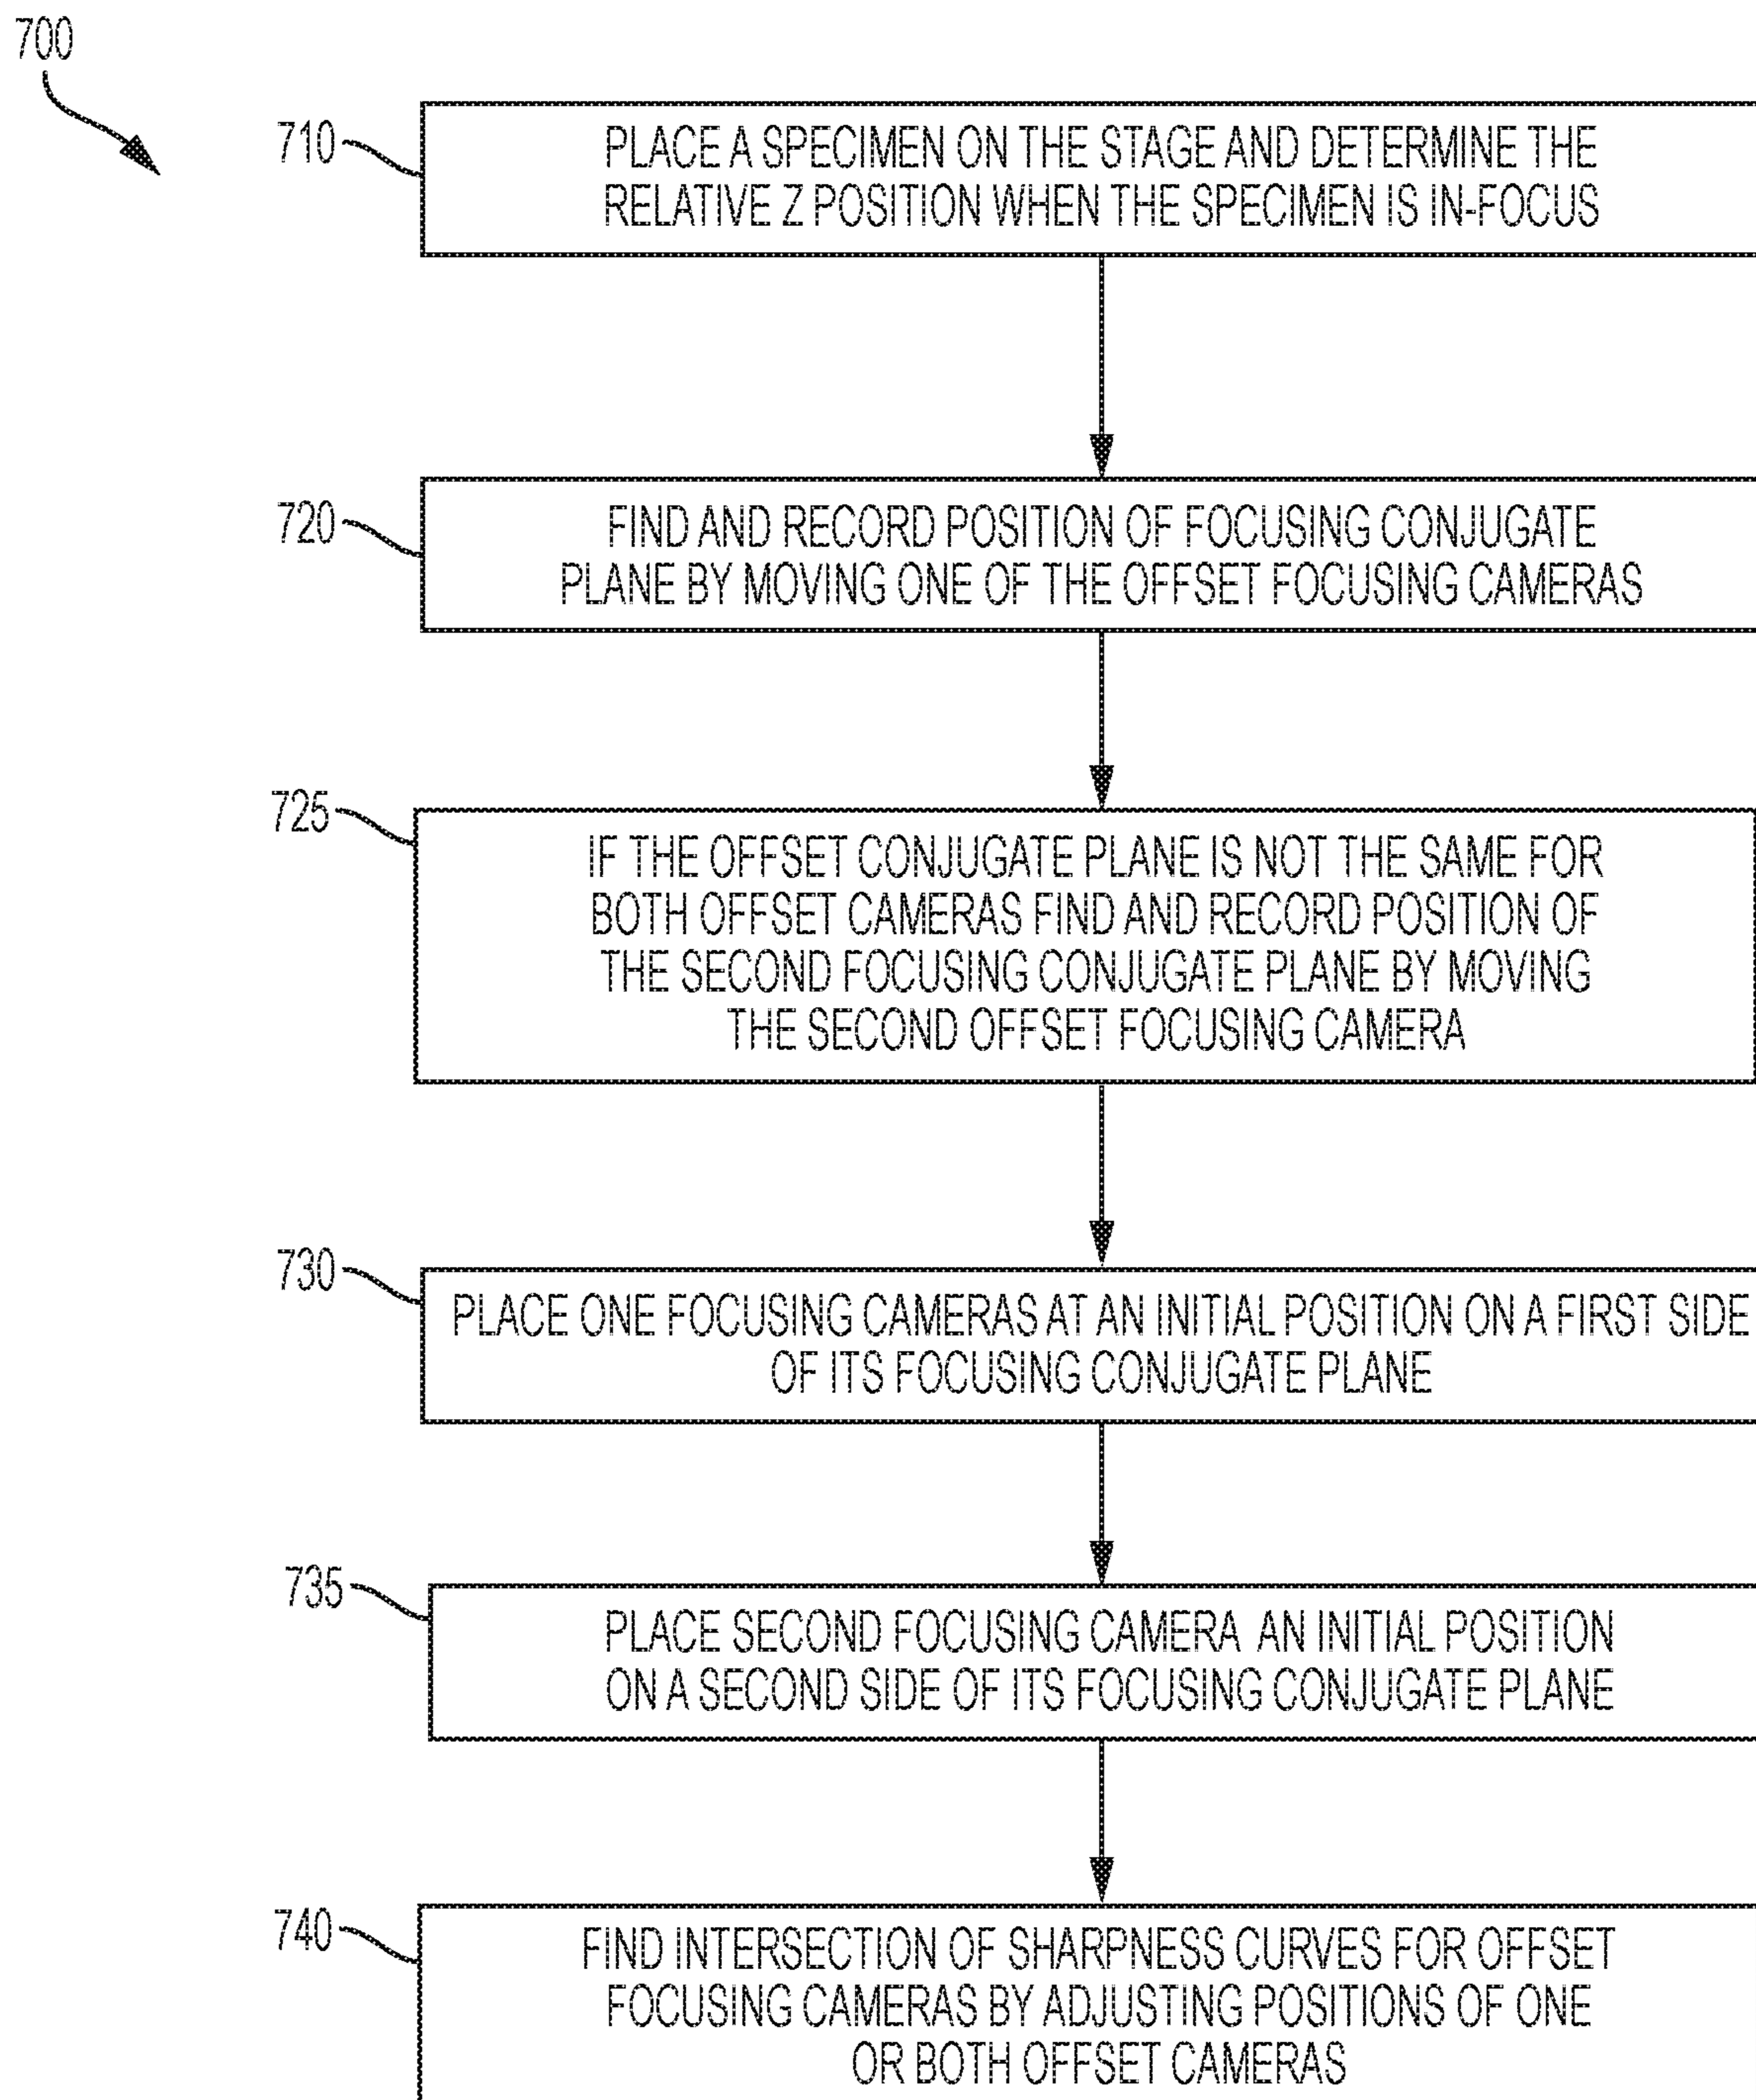 700
710
PLACE A SPECIMEN ON THE STAGE AND DETERMINE THE
RELATIVE Z POSITION WHEN THE SPECIMEN IS IN-FOCUS
720
FIND AND RECORD POSITION OF FOCUSING CONJUGATE
PLANE BY MOVING ONE OF THE OFFSET FOCUSING CAMERAS
725
IF THE OFFSET CONJUGATE PLANE IS NOT THE SAME FOR
BOTH OFFSET CAMERAS FIND AND RECORD POSITION OF
THE SECOND FOCUSING CONJUGATE PLANE BY MOVING
THE SECOND OFFSET FOCUSING CAMERA
730
PLACE ONE FOCUSING CAMERAS AT AN INITIAL POSITION ON A FIRST SIDE
OF ITS FOCUSING CONJUGATE PLANE
735
PLACE SECOND FOCUSING CAMERA AN INITIAL POSITION
ON A SECOND SIDE OF ITS FOCUSING CONJUGATE PLANE
740
FIND INTERSECTION OF SHARPNESS CURVES FOR OFFSET
FOCUSING CAMERAS BY ADJUSTING POSITIONS OF ONE
OR BOTH OFFSET CAMERAS